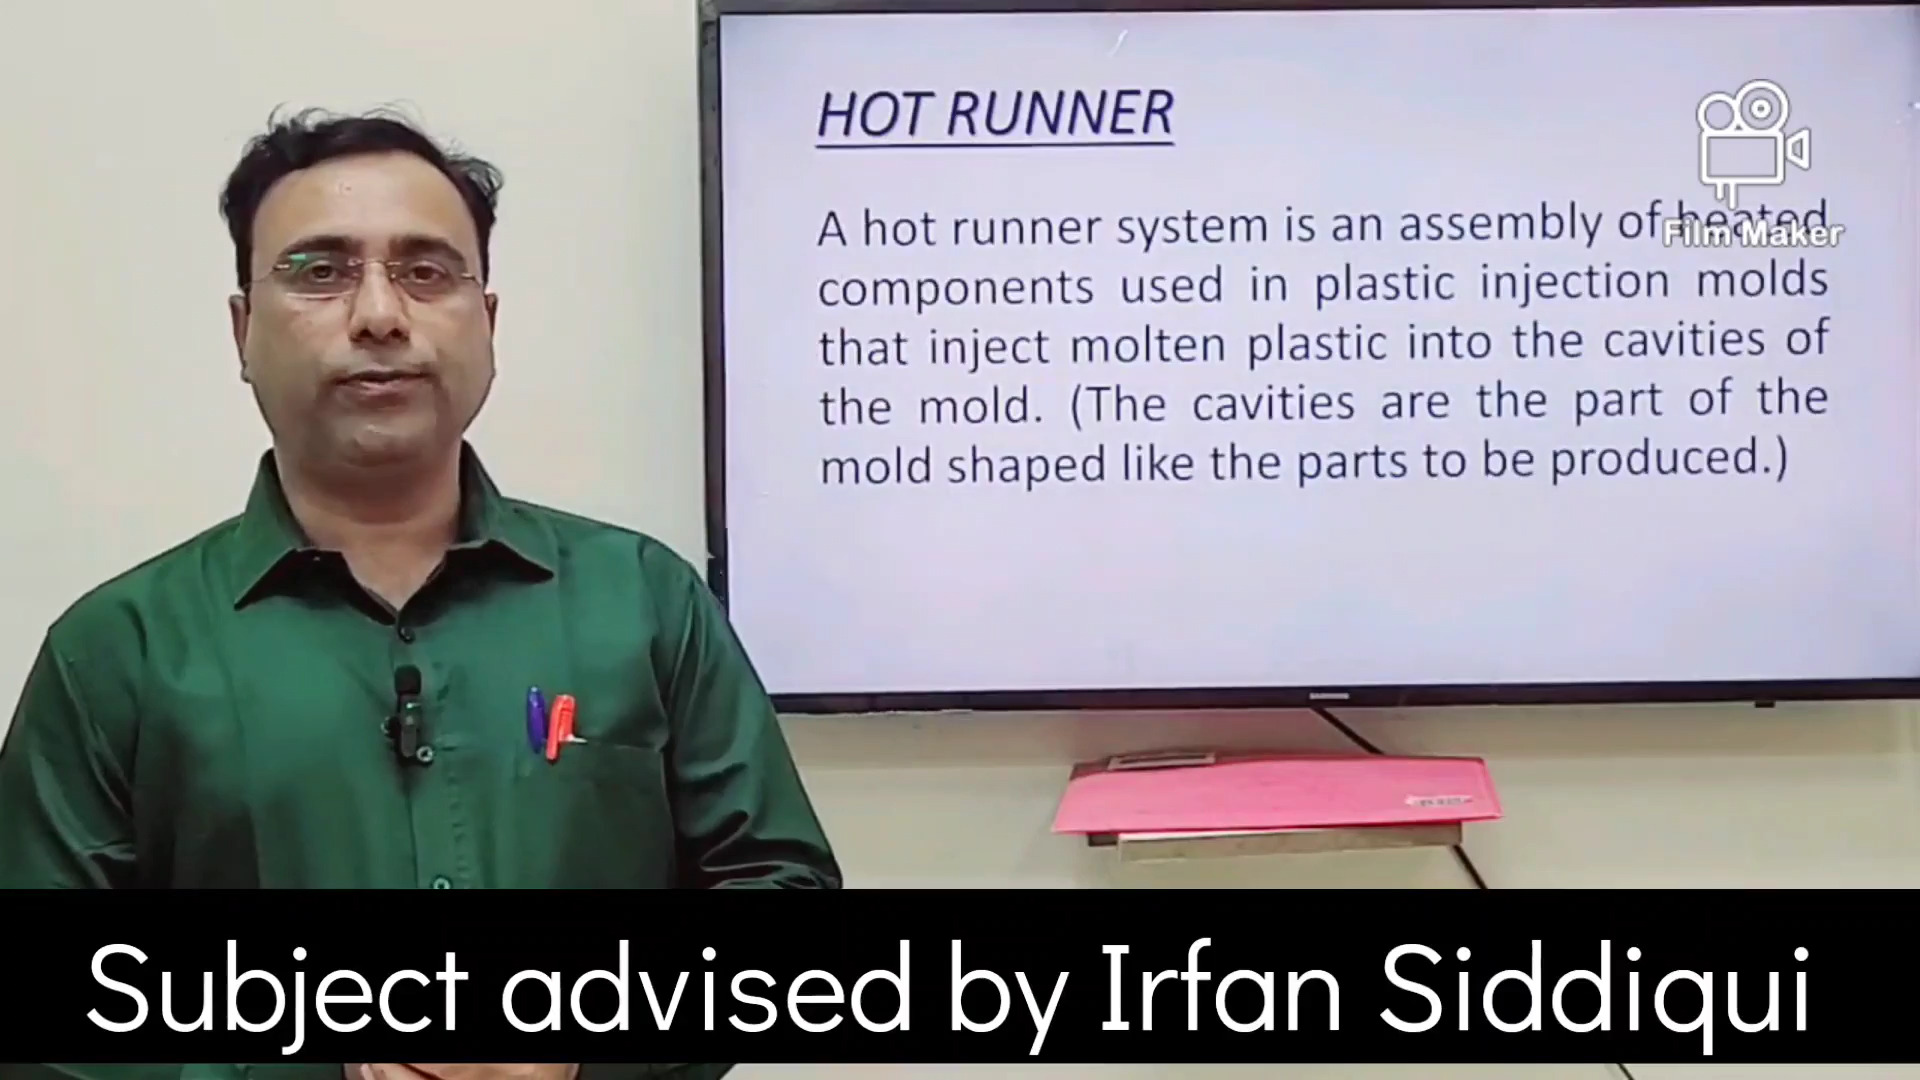 HOT RUNNER
A hot runner system is an assembly of heated
components used in plastic injection molds
that inject molten plastic into the cavities of
the mold. (The cavities are the part of the
mold shaped like the parts to be produced.)
Film Maker
SAMSUNG
Subject advised by Irfan Siddiqui